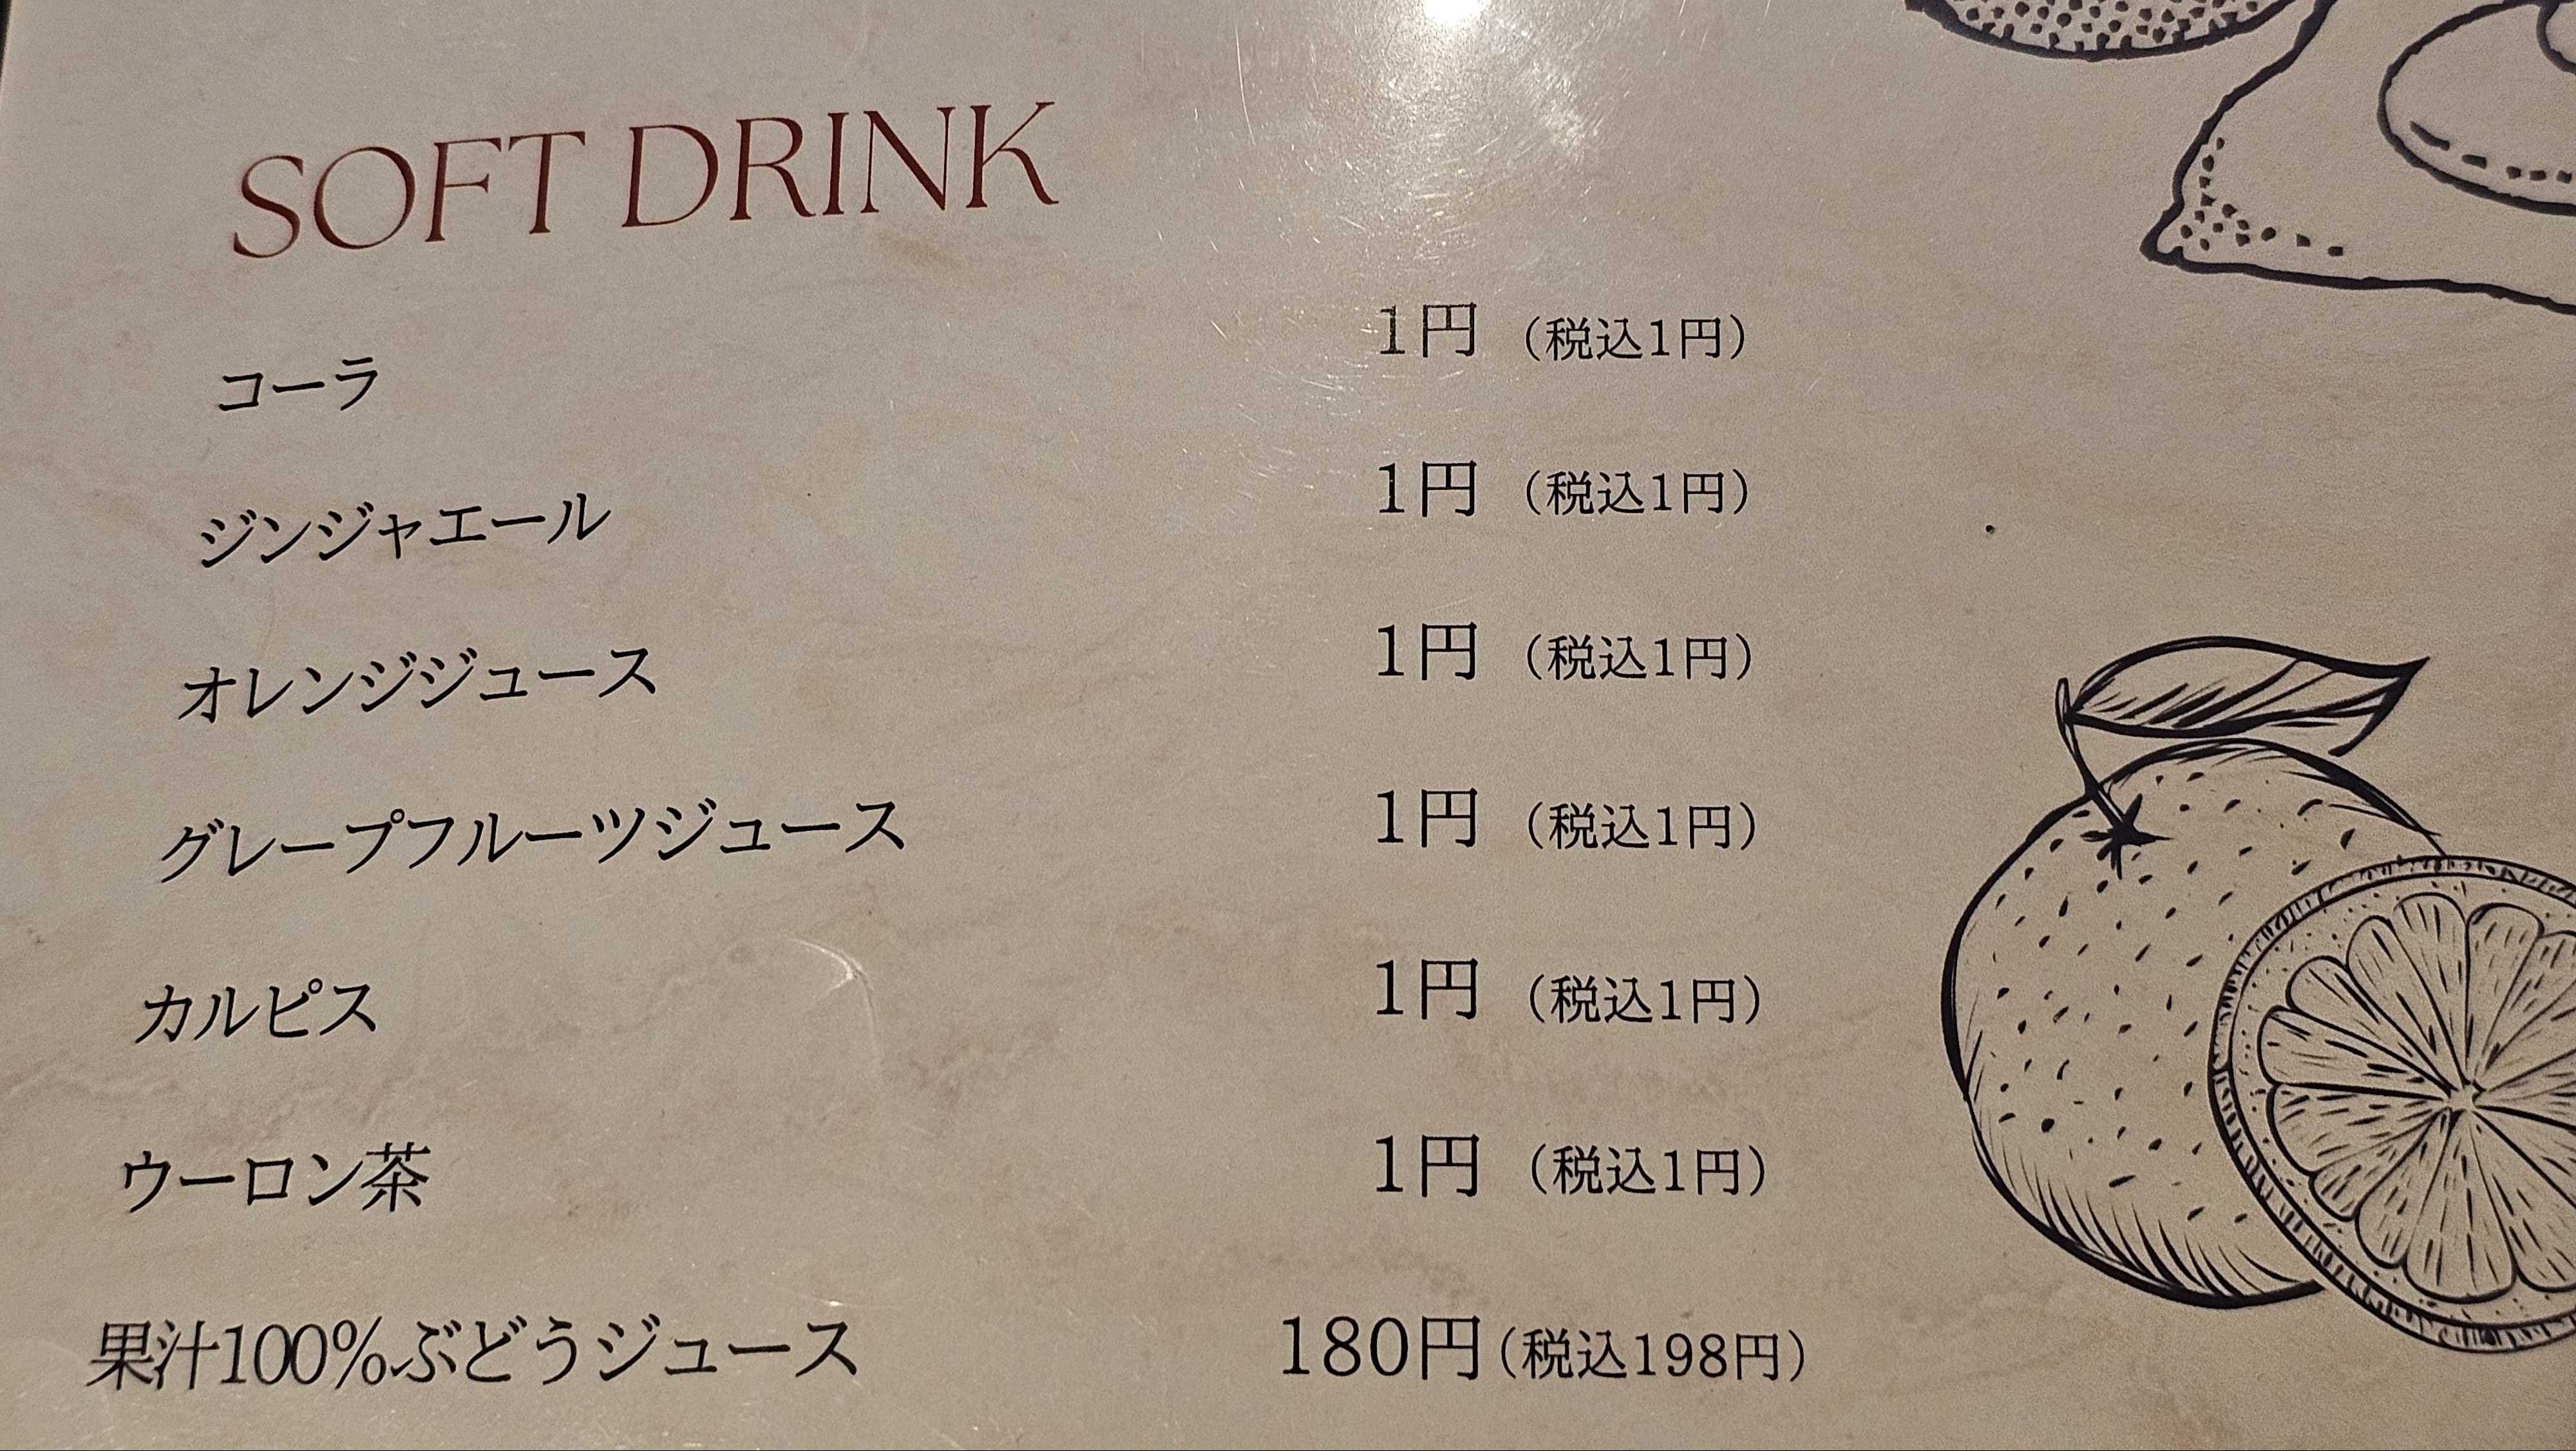 SOFT DRINK
コーラ 1円 (税込1円)
ジンジャエール 1円 (税込1円)
オレンジジュース 1円 (税込1円)
グレープフルーツジュース 1円 (税込1円)
カルピス 1円 (税込1円)
ウーロン茶 1円 (税込1円)
果汁100%ぶどうジュース 180円(税込198円)